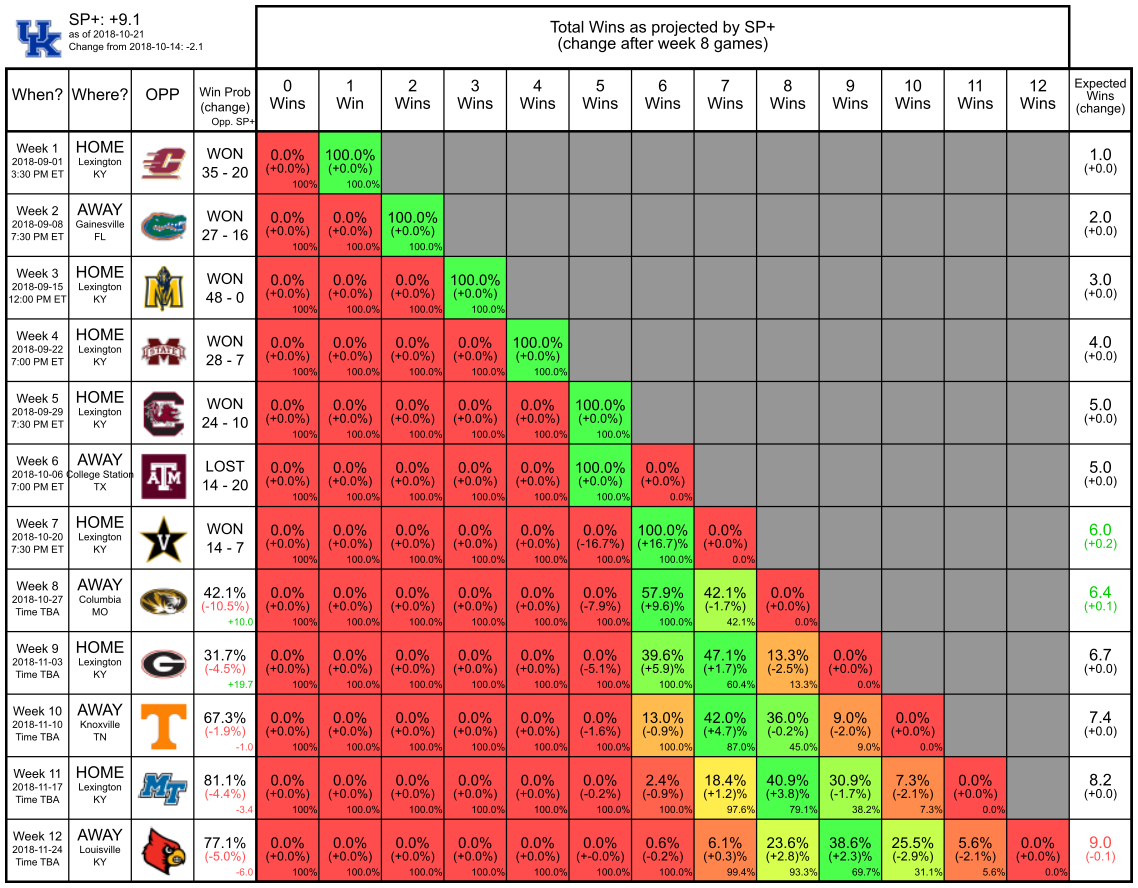 UK
SP+: +9.1
as of 2018-10-21
Change from 2018-10-14: -2.1
Total Wins as projected by SP+
(change after week 8 games)
When? Where? OPP Win Prob (change) Opp. SP+ 0 Wins 1 Win 2 Wins 3 Wins 4 Wins 5 Wins 6 Wins 7 Wins 8 Wins 9 Wins 10 Wins 11 Wins 12 Wins Expected Wins (change)
Week 1 HOME WON 0.0% 100.0% 1.0
2018-09-01 Lexington C 35 - 20 (+0.0%) (+0.0%) (+0.0)
3:30 PM ET KY 100% 100.0%
Week 2 AWAY WON 0.0% 0.0% 100.0% 2.0
2018-09-08 Gainesville 27 - 16 (+0.0%) (+0.0%) (+0.0%) (+0.0)
7:30 PM ET FL 100% 100.0% 100.0%
Week 3 HOME WON 0.0% 0.0% 0.0% 100.0% 3.0
2018-09-15 Lexington M 48 - 0 (+0.0%) (+0.0%) (+0.0%) (+0.0%) (+0.0)
12:00 PM ET KY 100% 100.0% 100.0% 100.0%
Week 4 HOME WON 0.0% 0.0% 0.0% 0.0% 100.0% 4.0
2018-09-22 Lexington M STATE 28 - 7 (+0.0%) (+0.0%) (+0.0%) (+0.0%) (+0.0%) (+0.0)
7:00 PM ET KY 100% 100.0% 100.0% 100.0% 100.0%
Week 5 HOME WON 0.0% 0.0% 0.0% 0.0% 0.0% 100.0% 5.0
2018-09-29 Lexington C 24 - 10 (+0.0%) (+0.0%) (+0.0%) (+0.0%) (+0.0%) (+0.0%) (+0.0)
7:30 PM ET KY 100% 100.0% 100.0% 100.0% 100.0% 100.0%
Week 6 AWAY LOST 0.0% 0.0% 0.0% 0.0% 0.0% 100.0% 0.0% 5.0
2018-10-06 College Station ATM 14 - 20 (+0.0%) (+0.0%) (+0.0%) (+0.0%) (+0.0%) (+0.0%) (+0.0%) (+0.0)
7:00 PM ET TX 100% 100.0% 100.0% 100.0% 100.0% 100.0% 0.0%
Week 7 HOME WON 0.0% 0.0% 0.0% 0.0% 0.0% 0.0% 100.0% 0.0% 6.0
2018-10-20 Lexington V 14 - 7 (+0.0%) (+0.0%) (+0.0%) (+0.0%) (+0.0%) (-16.7%) (+16.7)% (+0.0%) (+0.2)
7:30 PM ET KY 100% 100.0% 100.0% 100.0% 100.0% 100.0% 100.0% 0.0%
Week 8 AWAY 42.1% 0.0% 0.0% 0.0% 0.0% 0.0% 0.0% 57.9% 42.1% 0.0% 6.4
2018-10-27 Columbia (-10.5%) (+0.0%) (+0.0%) (+0.0%) (+0.0%) (+0.0%) (-7.9%) (+9.6)% (-1.7%) (+0.0%) (+0.1)
Time TBA MO +10.0 100% 100.0% 100.0% 100.0% 100.0% 100.0% 100.0% 42.1% 0.0%
Week 9 HOME 31.7% 0.0% 0.0% 0.0% 0.0% 0.0% 0.0% 39.6% 47.1% 13.3% 0.0% 6.7
2018-11-03 Lexington G (-4.5%) (+0.0%) (+0.0%) (+0.0%) (+0.0%) (+0.0%) (-5.1%) (+5.9)% (+1.7)% (-2.5%) (+0.0%) (+0.0)
Time TBA KY +19.7 100% 100.0% 100.0% 100.0% 100.0% 100.0% 100.0% 60.4% 13.3% 0.0%
Week 10 AWAY 67.3% 0.0% 0.0% 0.0% 0.0% 0.0% 0.0% 13.0% 42.0% 36.0% 9.0% 0.0% 7.4
2018-11-10 Knoxville T (-1.9%) (+0.0%) (+0.0%) (+0.0%) (+0.0%) (+0.0%) (-1.6%) (-0.9%) (+4.7)% (-0.2%) (-2.0%) (+0.0%) (+0.0)
Time TBA TN -1.0 100% 100.0% 100.0% 100.0% 100.0% 100.0% 100.0% 87.0% 45.0% 9.0% 0.0%
Week 11 HOME 81.1% 0.0% 0.0% 0.0% 0.0% 0.0% 0.0% 2.4% 18.4% 40.9% 30.9% 7.3% 0.0% 8.2
2018-11-17 Lexington MT (-4.4%) (+0.0%) (+0.0%) (+0.0%) (+0.0%) (+0.0%) (-0.2%) (-0.9%) (+1.2)% (+3.8)% (-1.7%) (-2.1%) (+0.0%) (+0.0)
Time TBA KY -3.4 100% 100.0% 100.0% 100.0% 100.0% 100.0% 100.0% 97.6% 79.1% 38.2% 7.3% 0.0%
Week 12 AWAY 77.1% 0.0% 0.0% 0.0% 0.0% 0.0% 0.0% 0.6% 6.1% 23.6% 38.6% 25.5% 5.6% 0.0% 9.0
2018-11-24 Louisville (-5.0%) (+0.0%) (+0.0%) (+0.0%) (+0.0%) (+0.0%) (+-0.0%) (-0.2%) (+0.3)% (+2.8)% (+2.3)% (-2.9%) (-2.1%) (+0.0%) (-0.1)
Time TBA KY -6.0 100% 100.0% 100.0% 100.0% 100.0% 100.0% 100.0% 99.4% 93.3% 69.7% 31.1% 5.6% 0.0%